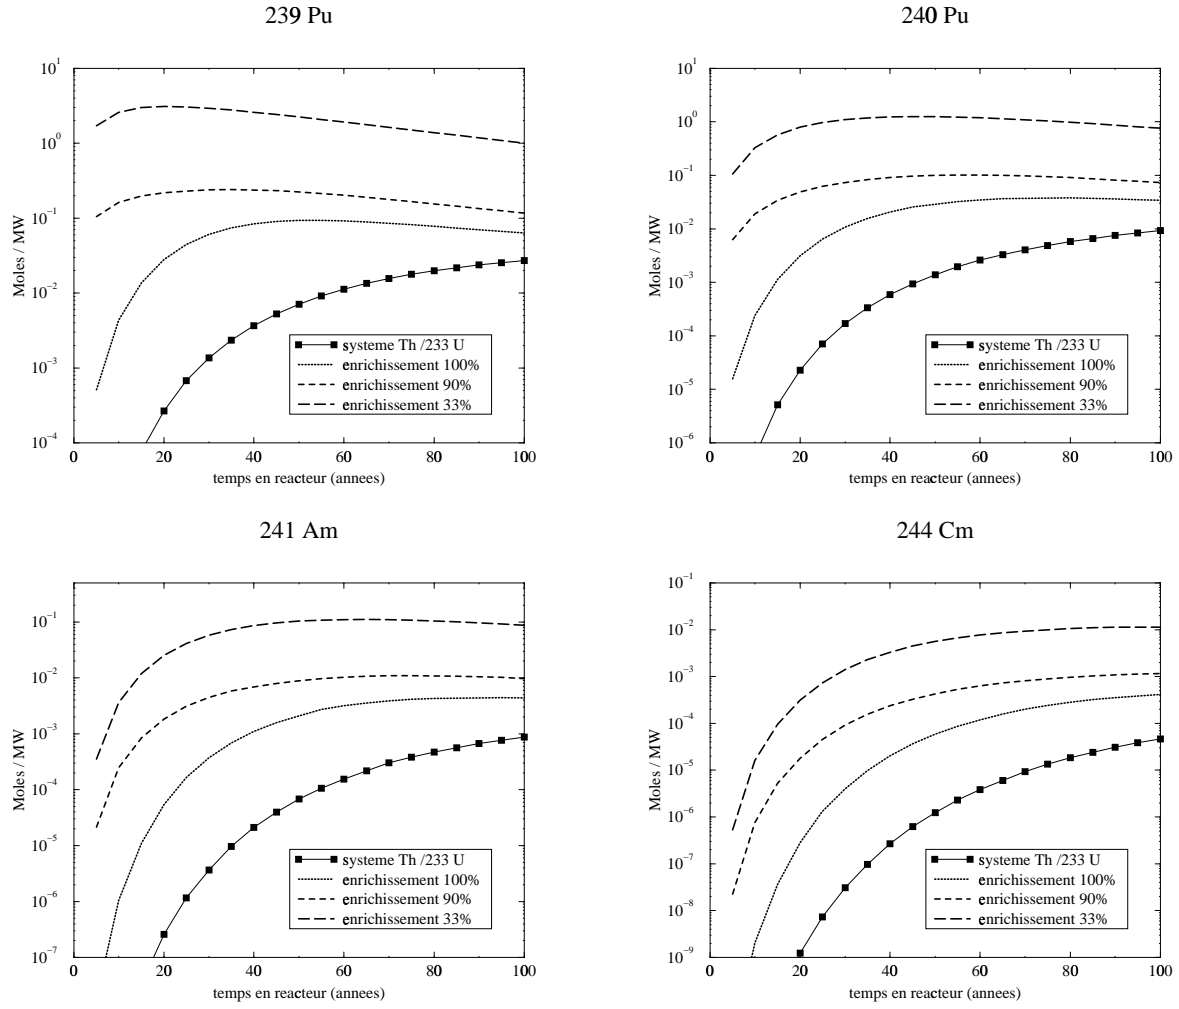 239 Pu
240 Pu
10^1
10^0
10^-1
10^-2
10^-3
10^-4
Moles / MW
0 20 40 60 80 100
temps en reacteur (annees)
systeme Th /233 U
enrichissement 100%
enrichissement 90%
enrichissement 33%
10^1
10^0
10^-1
10^-2
10^-3
10^-4
10^-5
10^-6
Moles / MW
0 20 40 60 80 100
temps en reacteur (annees)
systeme Th /233 U
enrichissement 100%
enrichissement 90%
enrichissement 33%
241 Am
244 Cm
10^-1
10^-2
10^-3
10^-4
10^-5
10^-6
10^-7
Moles / MW
0 20 40 60 80 100
temps en reacteur (annees)
systeme Th /233 U
enrichissement 100%
enrichissement 90%
enrichissement 33%
10^-1
10^-2
10^-3
10^-4
10^-5
10^-6
10^-7
10^-8
10^-9
Moles / MW
0 20 40 60 80 100
temps en reacteur (annees)
systeme Th /233 U
enrichissement 100%
enrichissement 90%
enrichissement 33%